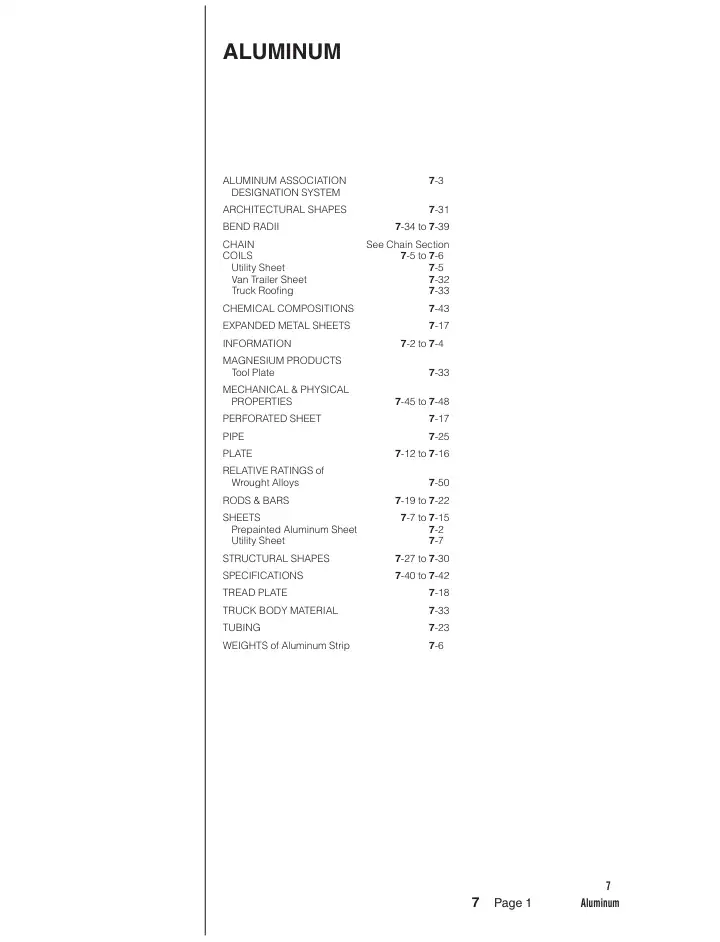 ALUMINUM
ALUMINUM ASSOCIATION 7-3
DESIGNATION SYSTEM
ARCHITECTURAL SHAPES 7-31
BEND RADII 7-34 to 7-39
CHAIN See Chain Section
COILS 7-5 to 7-6
Utility Sheet 7-5
Van Trailer Sheet 7-32
Truck Roofing 7-33
CHEMICAL COMPOSITIONS 7-43
EXPANDED METAL SHEETS 7-17
INFORMATION 7-2 to 7-4
MAGNESIUM PRODUCTS
Tool Plate 7-33
MECHANICAL & PHYSICAL
PROPERTIES 7-45 to 7-48
PERFORATED SHEET 7-17
PIPE 7-25
PLATE 7-12 to 7-16
RELATIVE RATINGS of
Wrought Alloys 7-50
RODS & BARS 7-19 to 7-22
SHEETS 7-7 to 7-15
Prepainted Aluminum Sheet 7-2
Utility Sheet 7-7
STRUCTURAL SHAPES 7-27 to 7-30
SPECIFICATIONS 7-40 to 7-42
TREAD PLATE 7-18
TRUCK BODY MATERIAL 7-33
TUBING 7-23
WEIGHTS of Aluminum Strip 7-6
7
7 Page 1 Aluminum